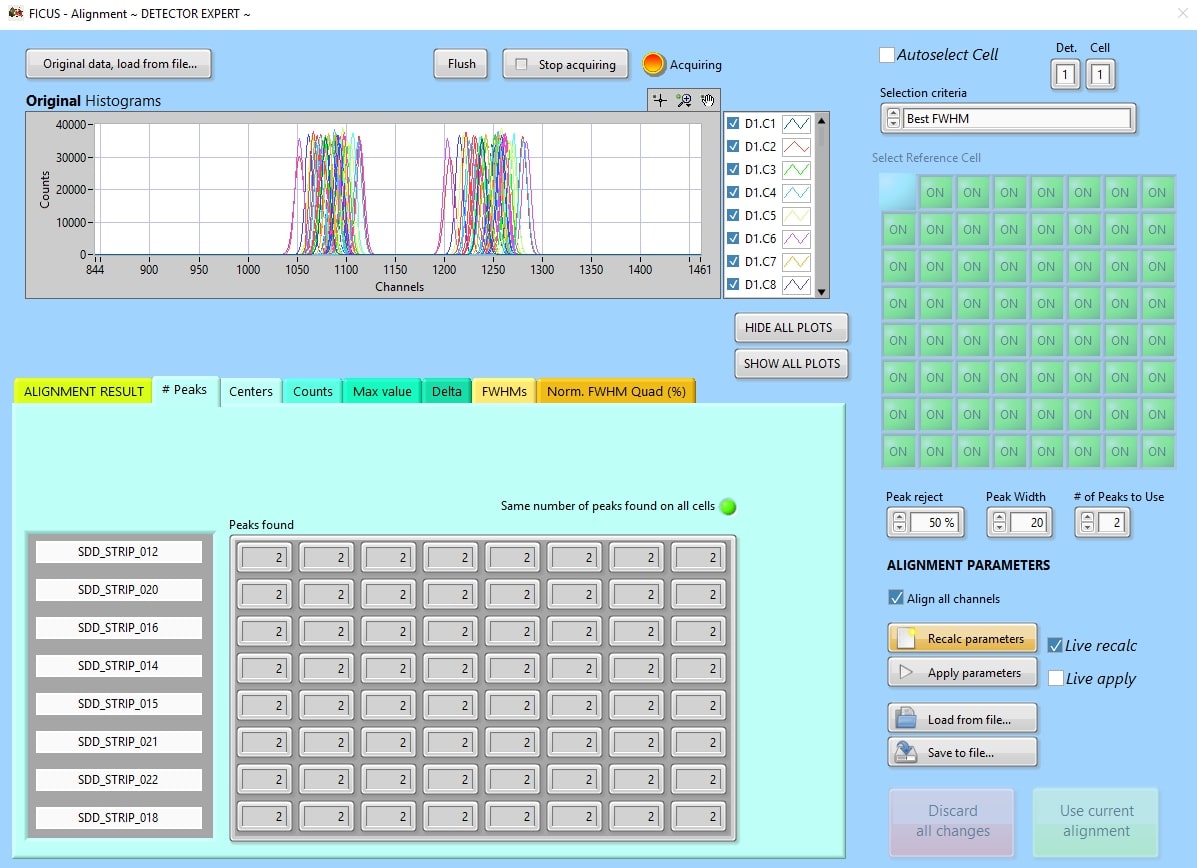 FICUS - Alignment ~ DETECTOR EXPERT ~
Original data, load from file...
Flush
Stop acquiring
Acquiring
Autoselect Cell
Det. Cell
1 1
Original Histograms
Selection criteria
Best FWHM
40000
30000
20000
10000
0
Counts
844 900 950 1000 1050 1100 1150 1200 1250 1300 1350 1400 1461
Channels
D1.C1
D1.C2
D1.C3
D1.C4
D1.C5
D1.C6
D1.C7
D1.C8
HIDE ALL PLOTS
SHOW ALL PLOTS
Select Reference Cell
ON ON ON ON ON ON ON
ON ON ON ON ON ON ON ON
ON ON ON ON ON ON ON ON
ON ON ON ON ON ON ON ON
ON ON ON ON ON ON ON ON
ON ON ON ON ON ON ON ON
ON ON ON ON ON ON ON ON
ON ON ON ON ON ON ON ON
ALIGNMENT RESULT # Peaks Centers Counts Max value Delta FWHMs Norm. FWHM Quad (%)
Same number of peaks found on all cells
Peaks found
SDD_STRIP_012 2 2 2 2 2 2 2 2
SDD_STRIP_020 2 2 2 2 2 2 2 2
SDD_STRIP_016 2 2 2 2 2 2 2 2
SDD_STRIP_014 2 2 2 2 2 2 2 2
SDD_STRIP_015 2 2 2 2 2 2 2 2
SDD_STRIP_021 2 2 2 2 2 2 2 2
SDD_STRIP_022 2 2 2 2 2 2 2 2
SDD_STRIP_018 2 2 2 2 2 2 2 2
Peak reject Peak Width # of Peaks to Use
50 % 20 2
ALIGNMENT PARAMETERS
Align all channels
Recalc parameters
Live recalc
Apply parameters
Live apply
Load from file...
Save to file...
Discard
all changes
Use current
alignment